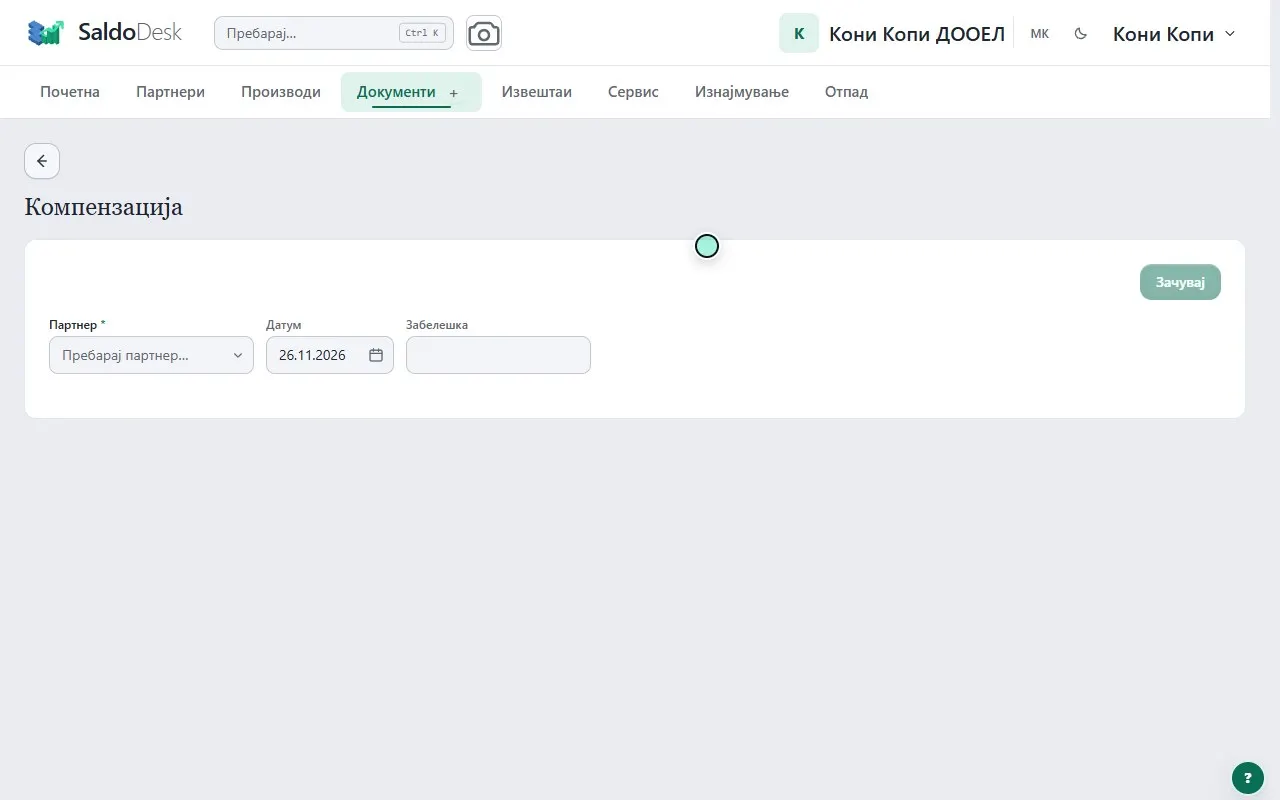 SaldoDesk
Пребарај... Ctrl K
К Кони Копи ДООЕЛ МК Кони Копи
Почетна Партнери Производи Документи + Извештаи Сервис Изнајмување Отпад
Компензација
Зачувај
Партнер * Датум Забелешка
Пребарај партнер... 26.11.2026
?